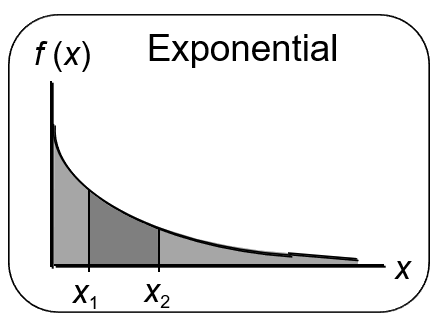 Exponential
f (x)
x
x1 x2